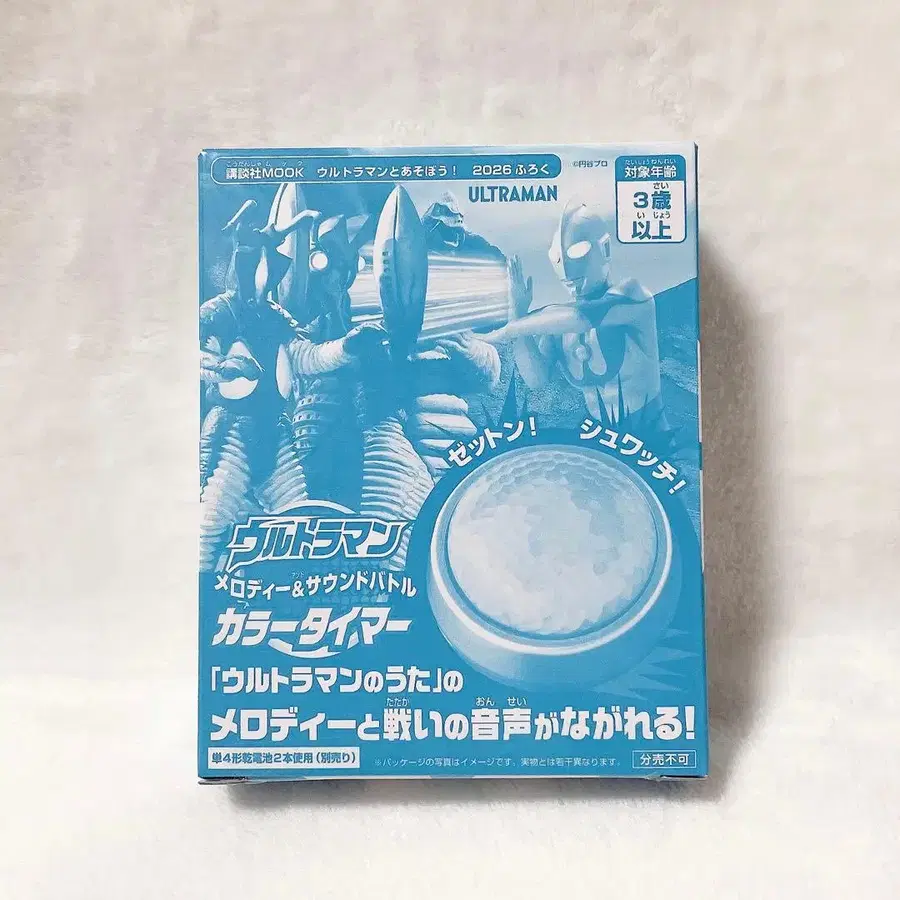 講談社MOOK ウルトラマンとあそぼう! 2026 ふろく
©円谷プロ
ULTRAMAN
対象年齢
3歳
以上
ゼットン!
シュワッチ!
ウルトラマン
メロディー&サウンドバトル
カラータイマー
「ウルトラマンのうた」の
メロディーと戦いの音声がながれる!
単4形乾電池2本使用(別売り)
※パッケージの写真はイメージです。実物とは若干異なります。
分売不可